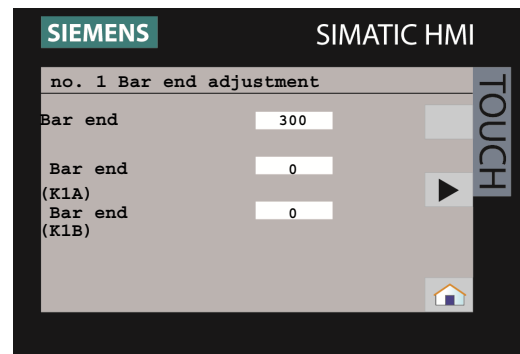 SIEMENS
SIMATIC HMI
TOUCH
no. 1 Bar end adjustment
Bar end 300
Bar end 0
(K1A)
Bar end 0
(K1B)